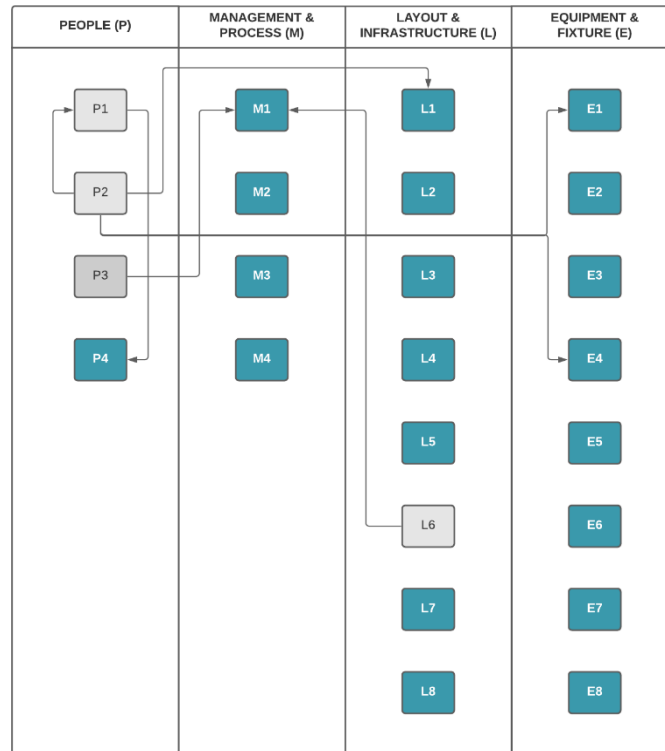 PEOPLE (P)
MANAGEMENT &
PROCESS (M)
LAYOUT &
INFRASTRUCTURE (L)
EQUIPMENT &
FIXTURE (E)
P1
M1
L1
E1
P2
M2
L2
E2
P3
M3
L3
E3
P4
M4
L4
E4
L5
E5
L6
E6
L7
E7
L8
E8